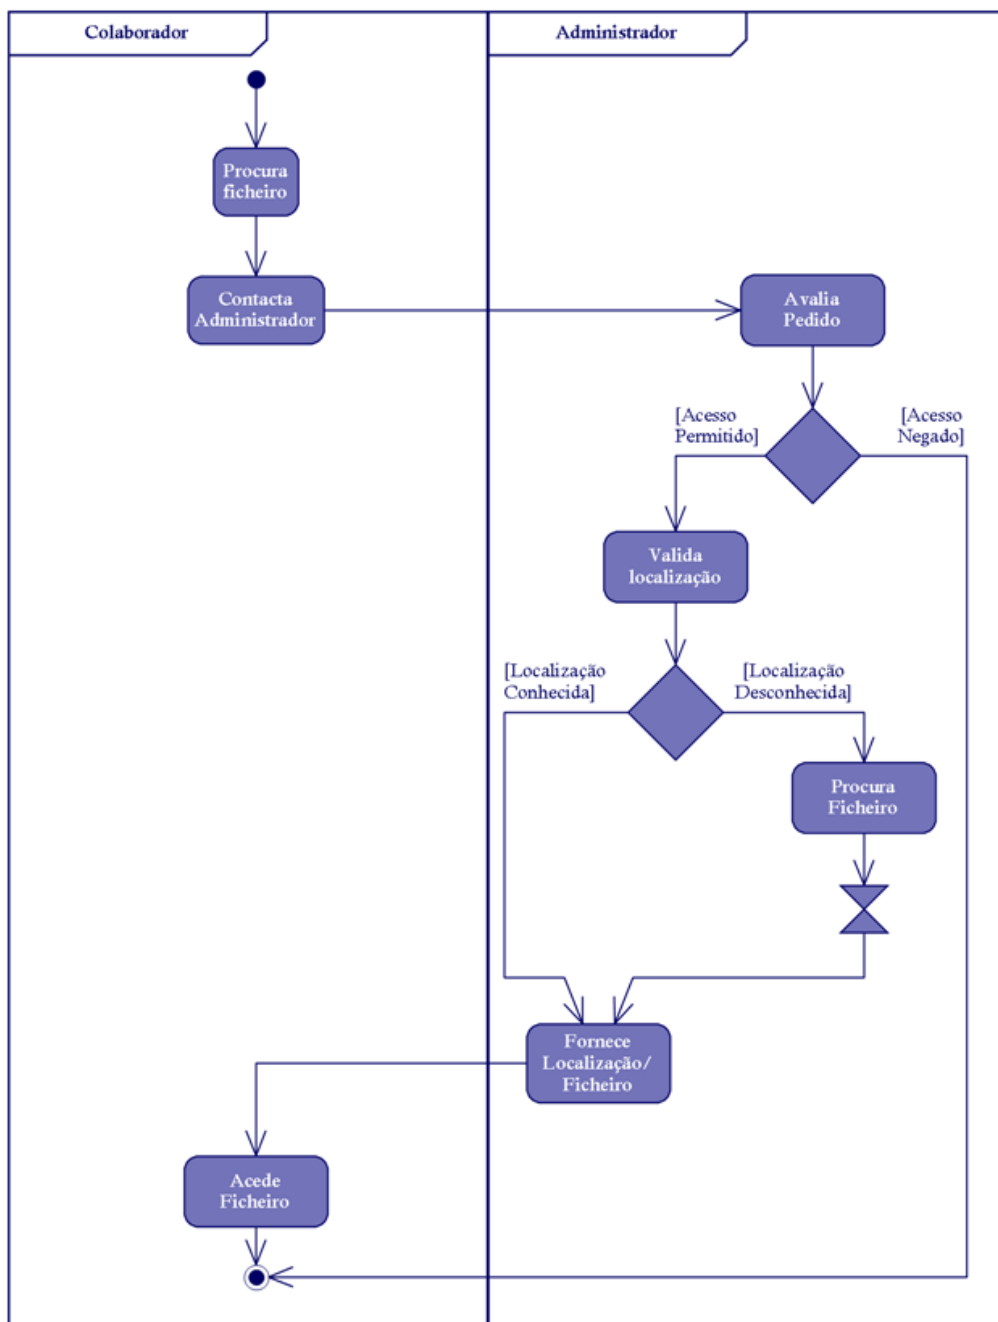 Colaborador
Administrador
Procura
ficheiro
Contacta
Administrador
Avalia
Pedido
[Acesso
Permitido]
[Acesso
Negado]
Valida
localização
[Localização
Conhecida]
[Localização
Desconhecida]
Procura
Ficheiro
Fornece
Localização/
Ficheiro
Acede
Ficheiro